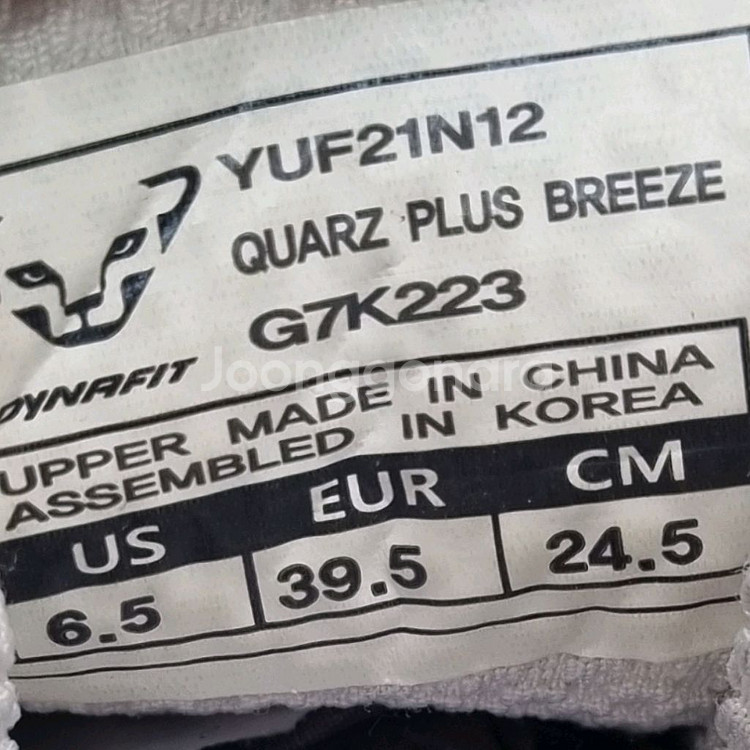 YUF21N12
QUARZ PLUS BREEZE
G7K223
DYNAFIT
Joonggonara
UPPER MADE IN CHINA
ASSEMBLED IN KOREA
US EUR CM
6.5 39.5 24.5